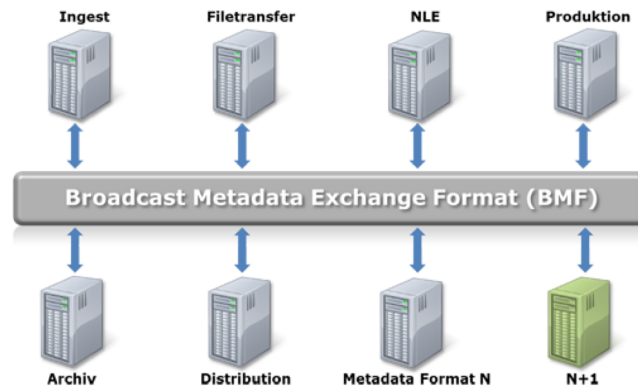 Ingest
Filetransfer
NLE
Produktion
Broadcast Metadata Exchange Format (BMF)
Archiv
Distribution
Metadata Format N
N+1